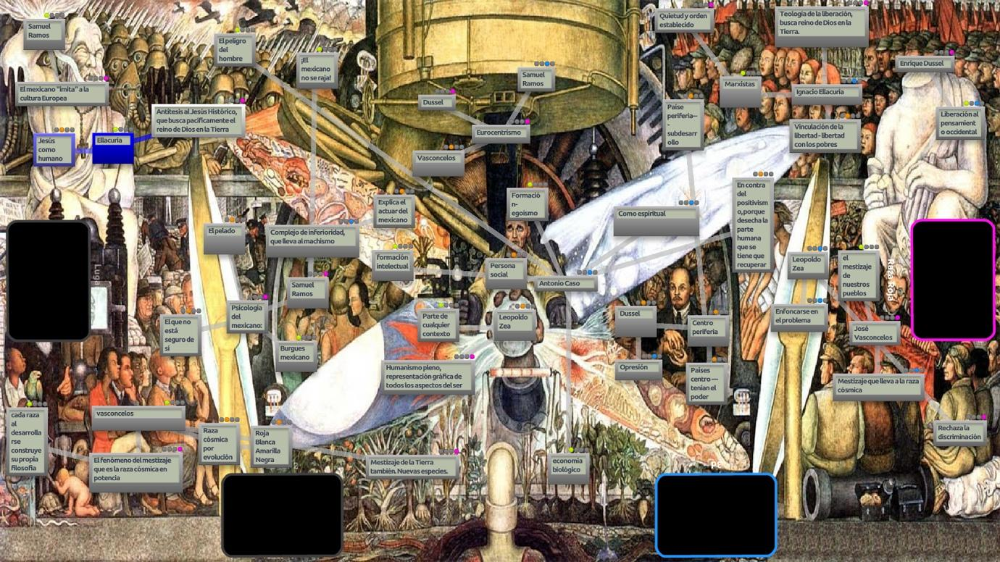 Samuel
Ramos
El mexicano "imita" a la
cultura Europea
Jesús
como
humano
Ellacuría
Antítesis al Jesús Histórico,
que busca pacíficamente el
reino de Dios en la Tierra
El peligro
del
hombre
¡El
mexicano
no se raja!
Dussel
Samuel
Ramos
Eurocentrismo
Vasconcelos
Quietud y orden
establecido
Teología de la liberación,
busca reino de Dios en la
Tierra.
Marxistas
Ignacio Ellacuría
Enrique Dussel
Paise
periferia--
-
subdesarr
ollo
Vinculación de la
libertad - libertad
con los pobres
Liberación al
pensamient
o occidental
El pelado
Complejo de inferioridad,
que lleva al machismo
Explica el
actuar del
mexicano
formación
intelectual
Formació
n-
egoismo
Como espiritual
En contra
del
positivism
o, porque
desecha la
parte
humana
que se
tiene que
recuperar
Persona
social
Antonio Caso
Leopoldo
Zea
el
mestizaje
de
nuestros
pueblos
Raza Roja
Lugar
Samuel
Ramos
Psicología
del
mexicano:
El que no
está
seguro de
sí
Burgues
mexicano
Parte de
cualquier
contexto
Leopoldo
Zea
Dussel
Centro
periferia
Enfoncarse en
el problema
José
Vasconcelos
Humanismo pleno,
representación gráfica de
todos los aspectos del ser
Opresión
Países
centro ---
tenían el
poder
Mestizaje que lleva a la raza
cósmica
cada raza
al
desarrolla
rse
construye
su propia
filosofia
vasconcelos
El fenómeno del mestizaje
que es la raza cósmica en
potencia
Raza
cósmica
por
evolución
Roja
Blanca
Amarilla
Negra
Mestizaje de la Tierra
también. Nuevas especies.
economía
biológico
Rechaza la
discriminación